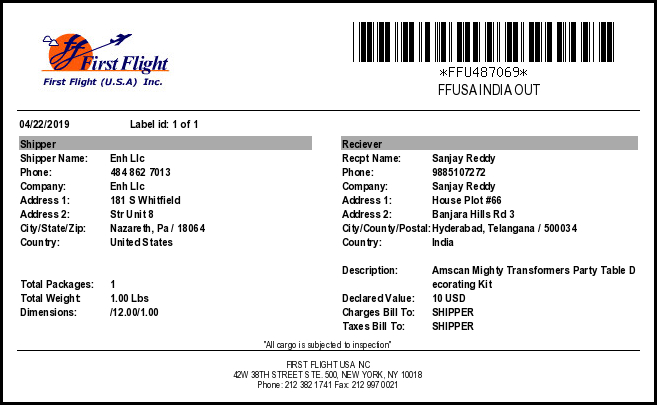 First Flight
First Flight (U.S.A) Inc.
*FFU487069*
FFUSA INDIA OUT
04/22/2019 Label id: 1 of 1
Shipper
Shipper Name: Enh Llc
Phone: 484 862 7013
Company: Enh Llc
Address 1: 181 S Whitfield
Address 2: Str Unit 8
City/State/Zip: Nazareth, Pa / 18064
Country: United States
Total Packages: 1
Total Weight: 1.00 Lbs
Dimensions: /12.00/1.00
Reciever
Recpt Name: Sanjay Reddy
Phone: 9885107272
Company: Sanjay Reddy
Address 1: House Plot #66
Address 2: Banjara Hills Rd 3
City/County/Postal: Hyderabad, Telangana / 500034
Country: India
Description: Amscan Mighty Transformers Party Table D
ecorating Kit
Declared Value: 10 USD
Charges Bill To: SHIPPER
Taxes Bill To: SHIPPER
"All cargo is subjected to inspection"
FIRST FLIGHT USA INC
42W 38TH STREET STE. 500, NEW YORK, NY 10018
Phone: 212 382 1741 Fax: 212 997 0021